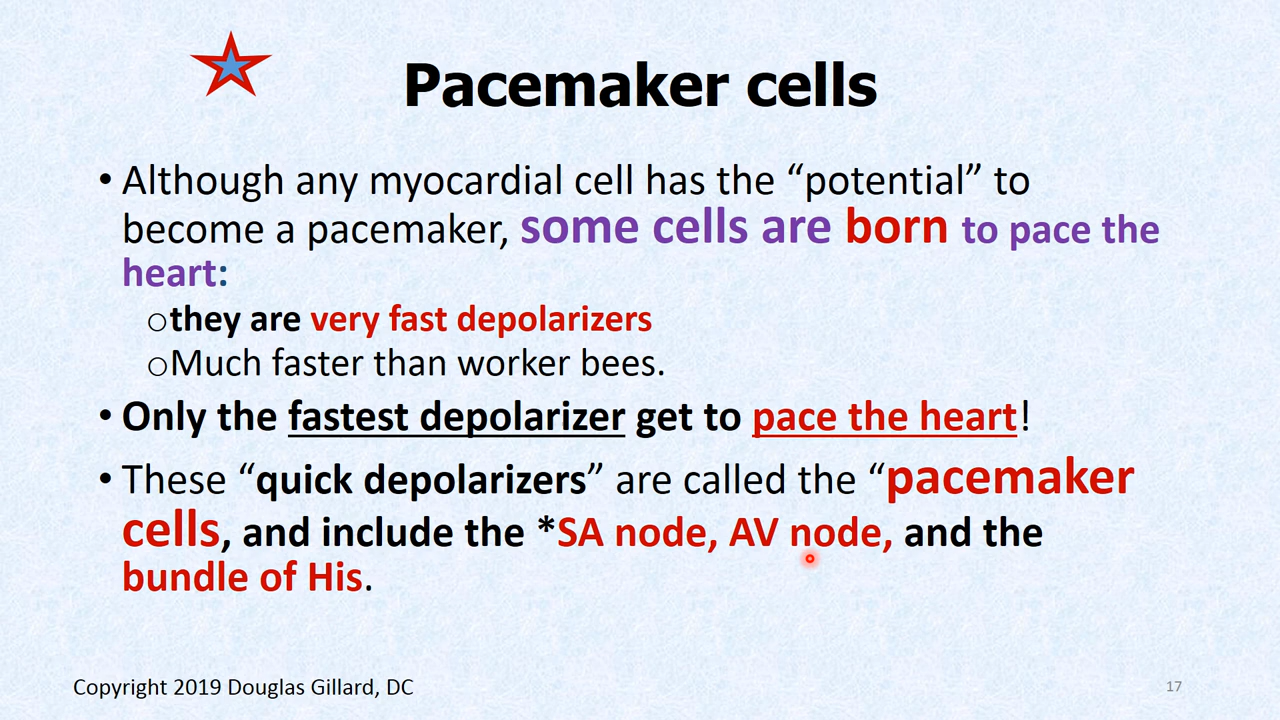 Pacemaker cells
• Although any myocardial cell has the “potential” to
become a pacemaker, some cells are born to pace the
heart:
○they are very fast depolarizers
○Much faster than worker bees.
• Only the fastest depolarizer get to pace the heart!
• These “quick depolarizers” are called the “pacemaker
cells, and include the *SA node, AV node, and the
bundle of His.
Copyright 2019 Douglas Gillard, DC
17